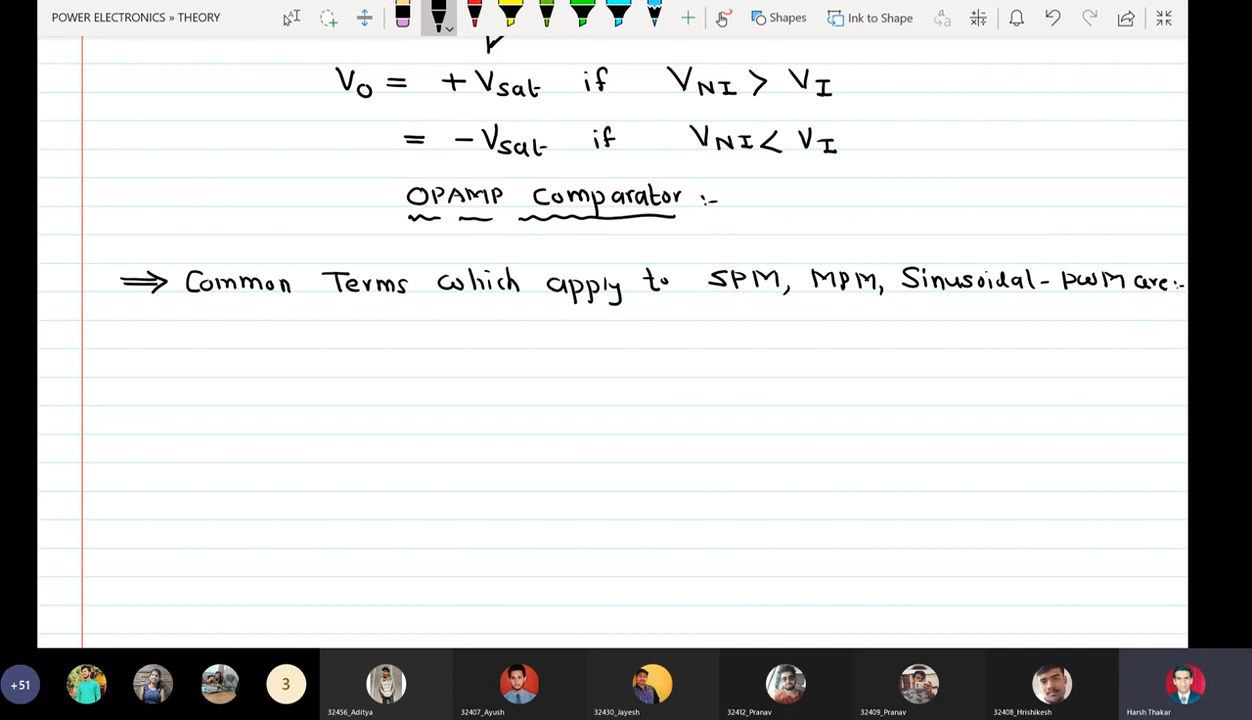 POWER ELECTRONICS » THEORY
Shapes
Ink to Shape
Vo = + Vsat if VNI > VI
= - Vsat if VNI < VI
OPAMP Comparator :-
⇒ Common Terms which apply to SPM, MPM, Sinusoidal - PWM are:-
+51
3
32456_Aditya
32407_Ayush
32430_Jayesh
32412_Pranav
32409_Pranav
32408_Hrishikesh
Harsh Thakar